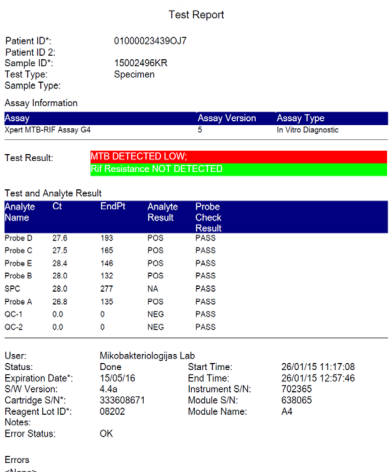 Test Report
Patient ID*: 01000023439OJ7
Patient ID 2:
Sample ID*: 15002496KR
Test Type: Specimen
Sample Type:
Assay Information
Assay Assay Version Assay Type
Xpert MTB-RIF Assay G4 5 In Vitro Diagnostic
Test Result: MTB DETECTED LOW;
Rif Resistance NOT DETECTED
Test and Analyte Result
Analyte Name Ct EndPt Analyte Result Probe Check Result
Probe D 27.6 193 POS PASS
Probe C 27.5 165 POS PASS
Probe E 28.4 146 POS PASS
Probe B 28.0 132 POS PASS
SPC 28.0 277 NA PASS
Probe A 26.8 135 POS PASS
QC-1 0.0 0 NEG PASS
QC-2 0.0 0 NEG PASS
User: Mikobakteriologijas Lab
Status: Done Start Time: 26/01/15 11:17:08
Expiration Date*: 15/05/16 End Time: 26/01/15 12:57:46
S/W Version: 4.4a Instrument S/N: 702365
Cartridge S/N*: 333608671 Module S/N: 638065
Reagent Lot ID*: 08202 Module Name: A4
Notes:
Error Status: OK
Errors
<None>